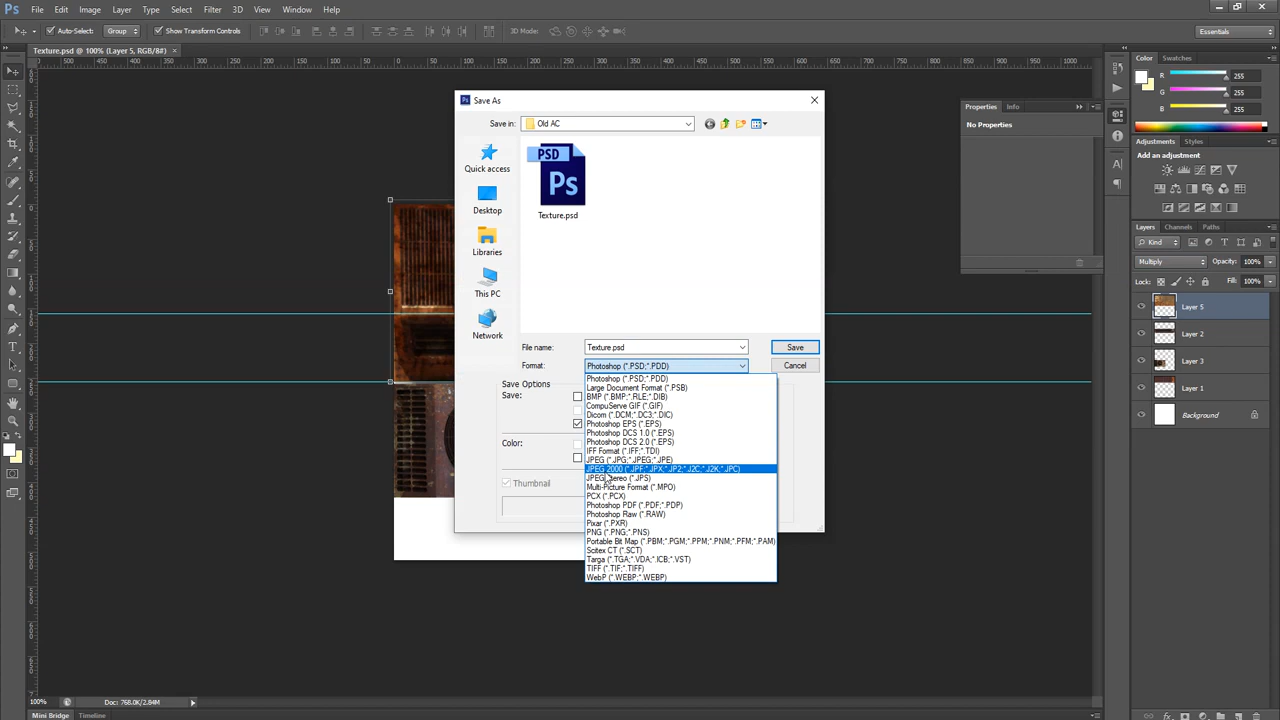 Ps File Edit Image Layer Type Select Filter 3D View Window Help
Auto-Select: Group Show Transform Controls 3D Mode: Essentials
Texture.psd @ 100% (Layer 5, RGB/8#) ×
Save As
Save in: Old AC
Quick access
Desktop
Libraries
This PC
Network
PSD
Ps
Texture.psd
File name: Texture.psd Save
Format: Photoshop (*.PSD;*.PDD) Cancel
Save Options
Save:
Color:
Thumbnail
Photoshop (*.PSD;*.PDD)
Large Document Format (*.PSB)
BMP (*.BMP;*.RLE;*.DIB)
CompuServe GIF (*.GIF)
Dicom (*.DCM;*.DC3;*.DIC)
Photoshop EPS (*.EPS)
Photoshop DCS 1.0 (*.EPS)
Photoshop DCS 2.0 (*.EPS)
IFF Format (*.IFF;*.TDI)
JPEG (*.JPG;*.JPEG;*.JPE)
JPEG 2000 (*.JPF;*.JPX;*.JP2;*.J2C;*.J2K;*.JPC)
JPEG Stereo (*.JPS)
Multi-Picture Format (*.MPO)
PCX (*.PCX)
Photoshop PDF (*.PDF;*.PDP)
Photoshop Raw (*.RAW)
Pixar (*.PXR)
PNG (*.PNG;*.PNS)
Portable Bit Map (*.PBM;*.PGM;*.PPM;*.PNM;*.PFM;*.PAM)
Scitex CT (*.SCT)
Targa (*.TGA;*.VDA;*.ICB;*.VST)
TIFF (*.TIF;*.TIFF)
WebP (*.WEBP;*.WEBP)
Properties Info
No Properties
Color Swatches
R 255
G 255
B 255
Adjustments Styles
Add an adjustment
Layers Channels Paths
Kind
Multiply Opacity: 100%
Lock: Fill: 100%
Layer 5
Layer 2
Layer 3
Layer 1
Background
100% Doc: 768.0K/2.84M
Mini Bridge Timeline